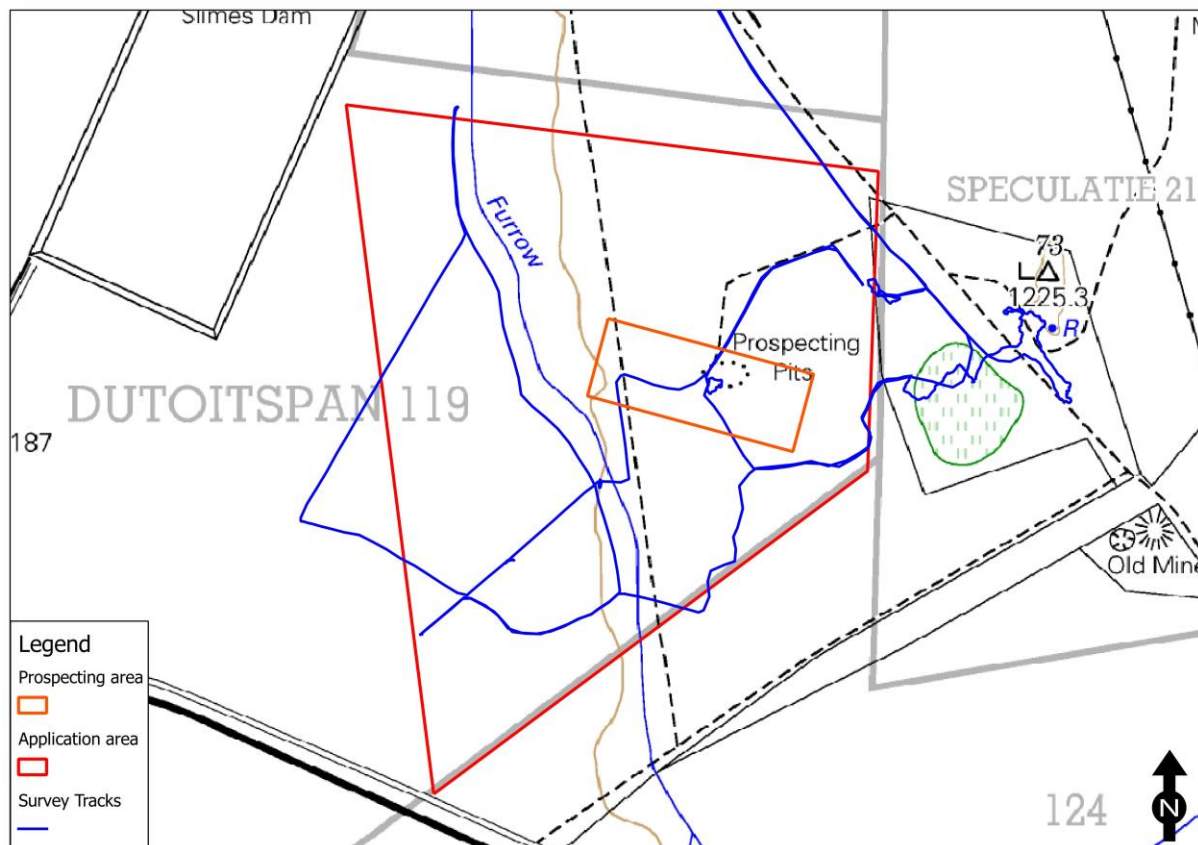 Slimes Dam
SPECULATIE 21
Furrow
73
1225.3
R
Prospecting
Pits
DUTOITSPAN 119
187
Old Mine
124
Legend
Prospecting area
Application area
Survey Tracks
N